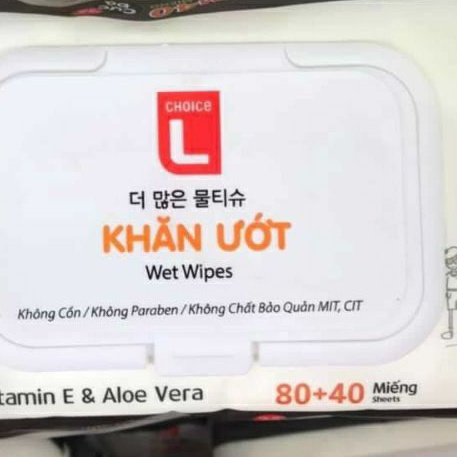 CHOICE
L
더 많은 물티슈
KHĂN ƯỚT
Wet Wipes
Không Cồn / Không Paraben / Không Chất Bảo Quản MIT, CIT
tamin E & Aloe Vera
80+40 Miếng
Sheets